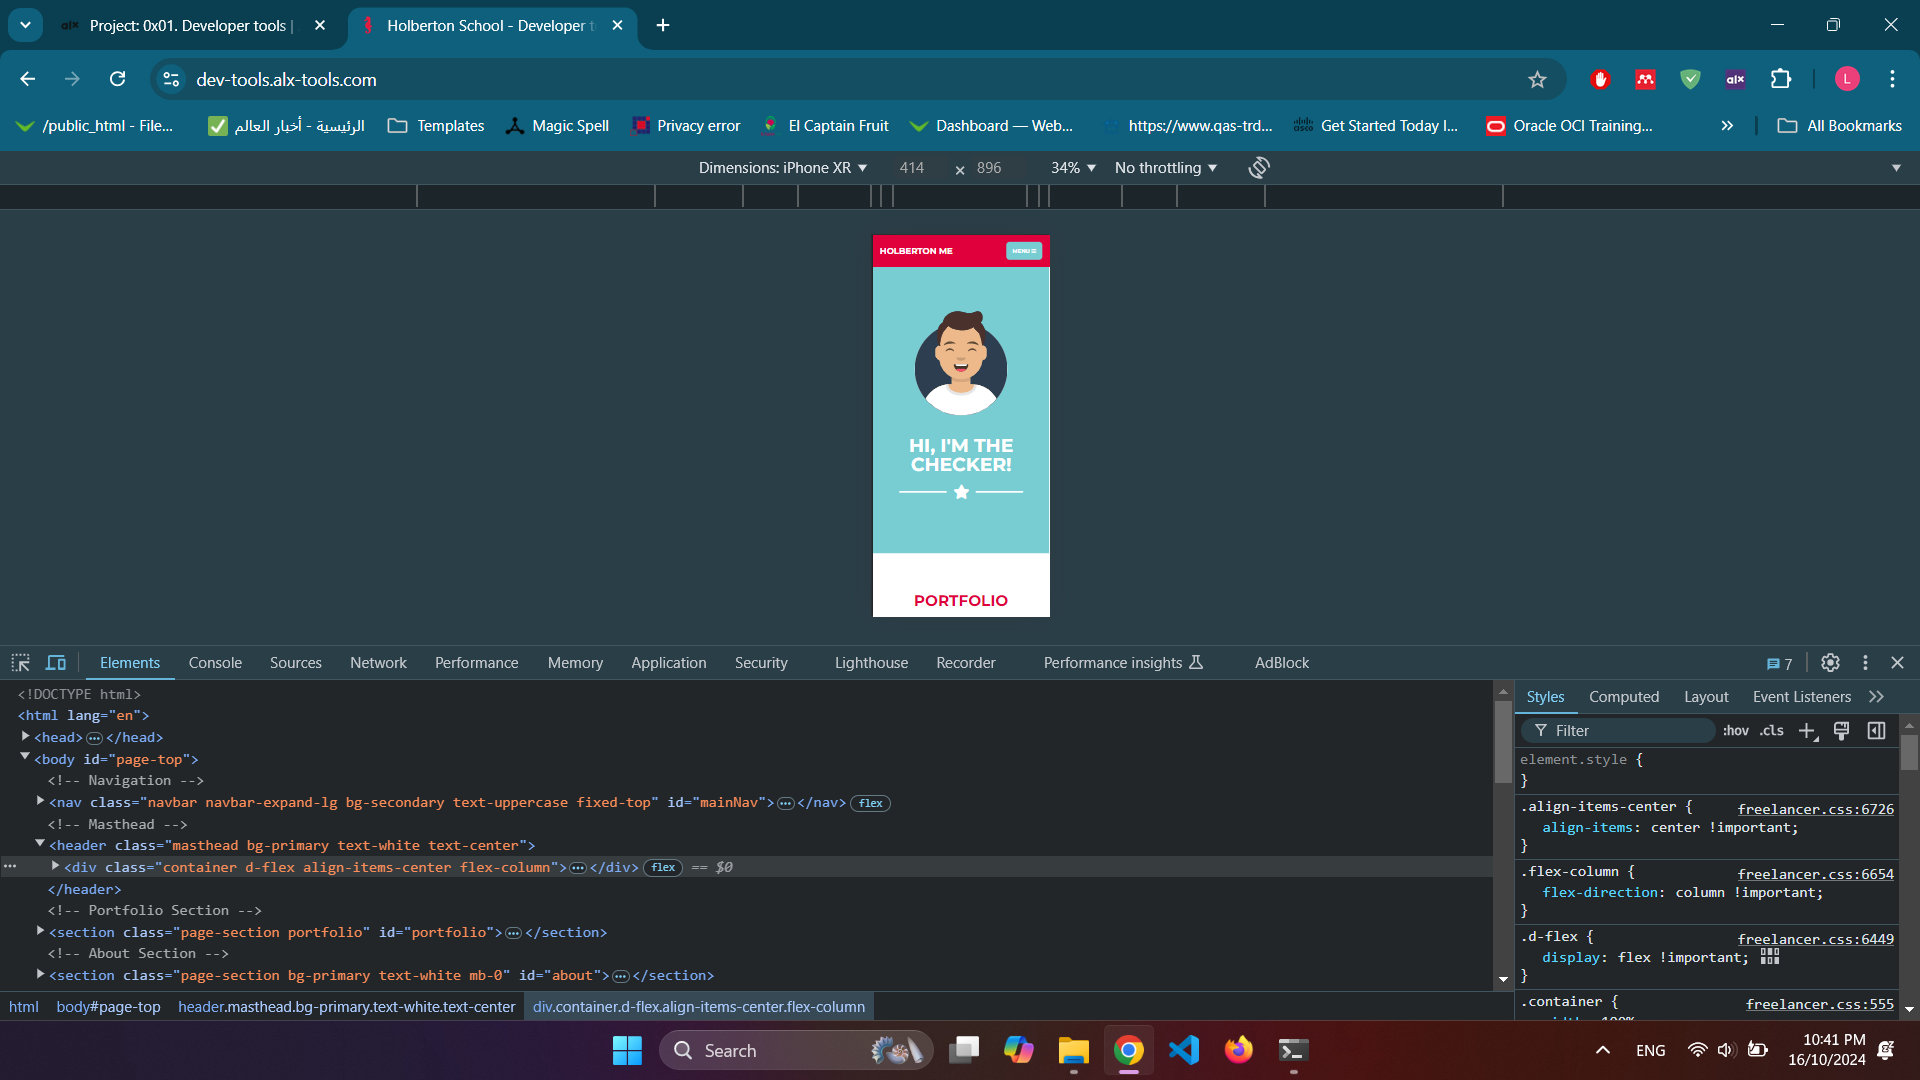 alx Project: 0x01. Developer tools |
Holberton School - Developer t
dev-tools.alx-tools.com
alx
L
/public_html - File...
الرئيسية - أخبار العالم
Templates
Magic Spell
Privacy error
El Captain Fruit
Dashboard — Web...
https://www.qas-trd...
Get Started Today I...
Oracle OCI Training...
All Bookmarks
Dimensions: iPhone XR 414 × 896 34% No throttling
HOLBERTON ME
MENU
HI, I'M THE
CHECKER!
PORTFOLIO
Elements Console Sources Network Performance Memory Application Security Lighthouse Recorder Performance insights AdBlock 7
<!DOCTYPE html>
<html lang="en">
<head> ••• </head>
<body id="page-top">
<!-- Navigation -->
<nav class="navbar navbar-expand-lg bg-secondary text-uppercase fixed-top" id="mainNav"> ••• </nav> flex
<!-- Masthead -->
<header class="masthead bg-primary text-white text-center">
••• <div class="container d-flex align-items-center flex-column"> ••• </div> flex == $0
</header>
<!-- Portfolio Section -->
<section class="page-section portfolio" id="portfolio"> ••• </section>
<!-- About Section -->
<section class="page-section bg-primary text-white mb-0" id="about"> ••• </section>
html body#page-top header.masthead.bg-primary.text-white.text-center div.container.d-flex.align-items-center.flex-column
Styles Computed Layout Event Listeners
Filter :hov .cls
element.style {
}
.align-items-center { freelancer.css:6726
align-items: center !important;
}
.flex-column { freelancer.css:6654
flex-direction: column !important;
}
.d-flex { freelancer.css:6449
display: flex !important;
}
.container { freelancer.css:555
width: 100%
Search
ENG
10:41 PM
16/10/2024